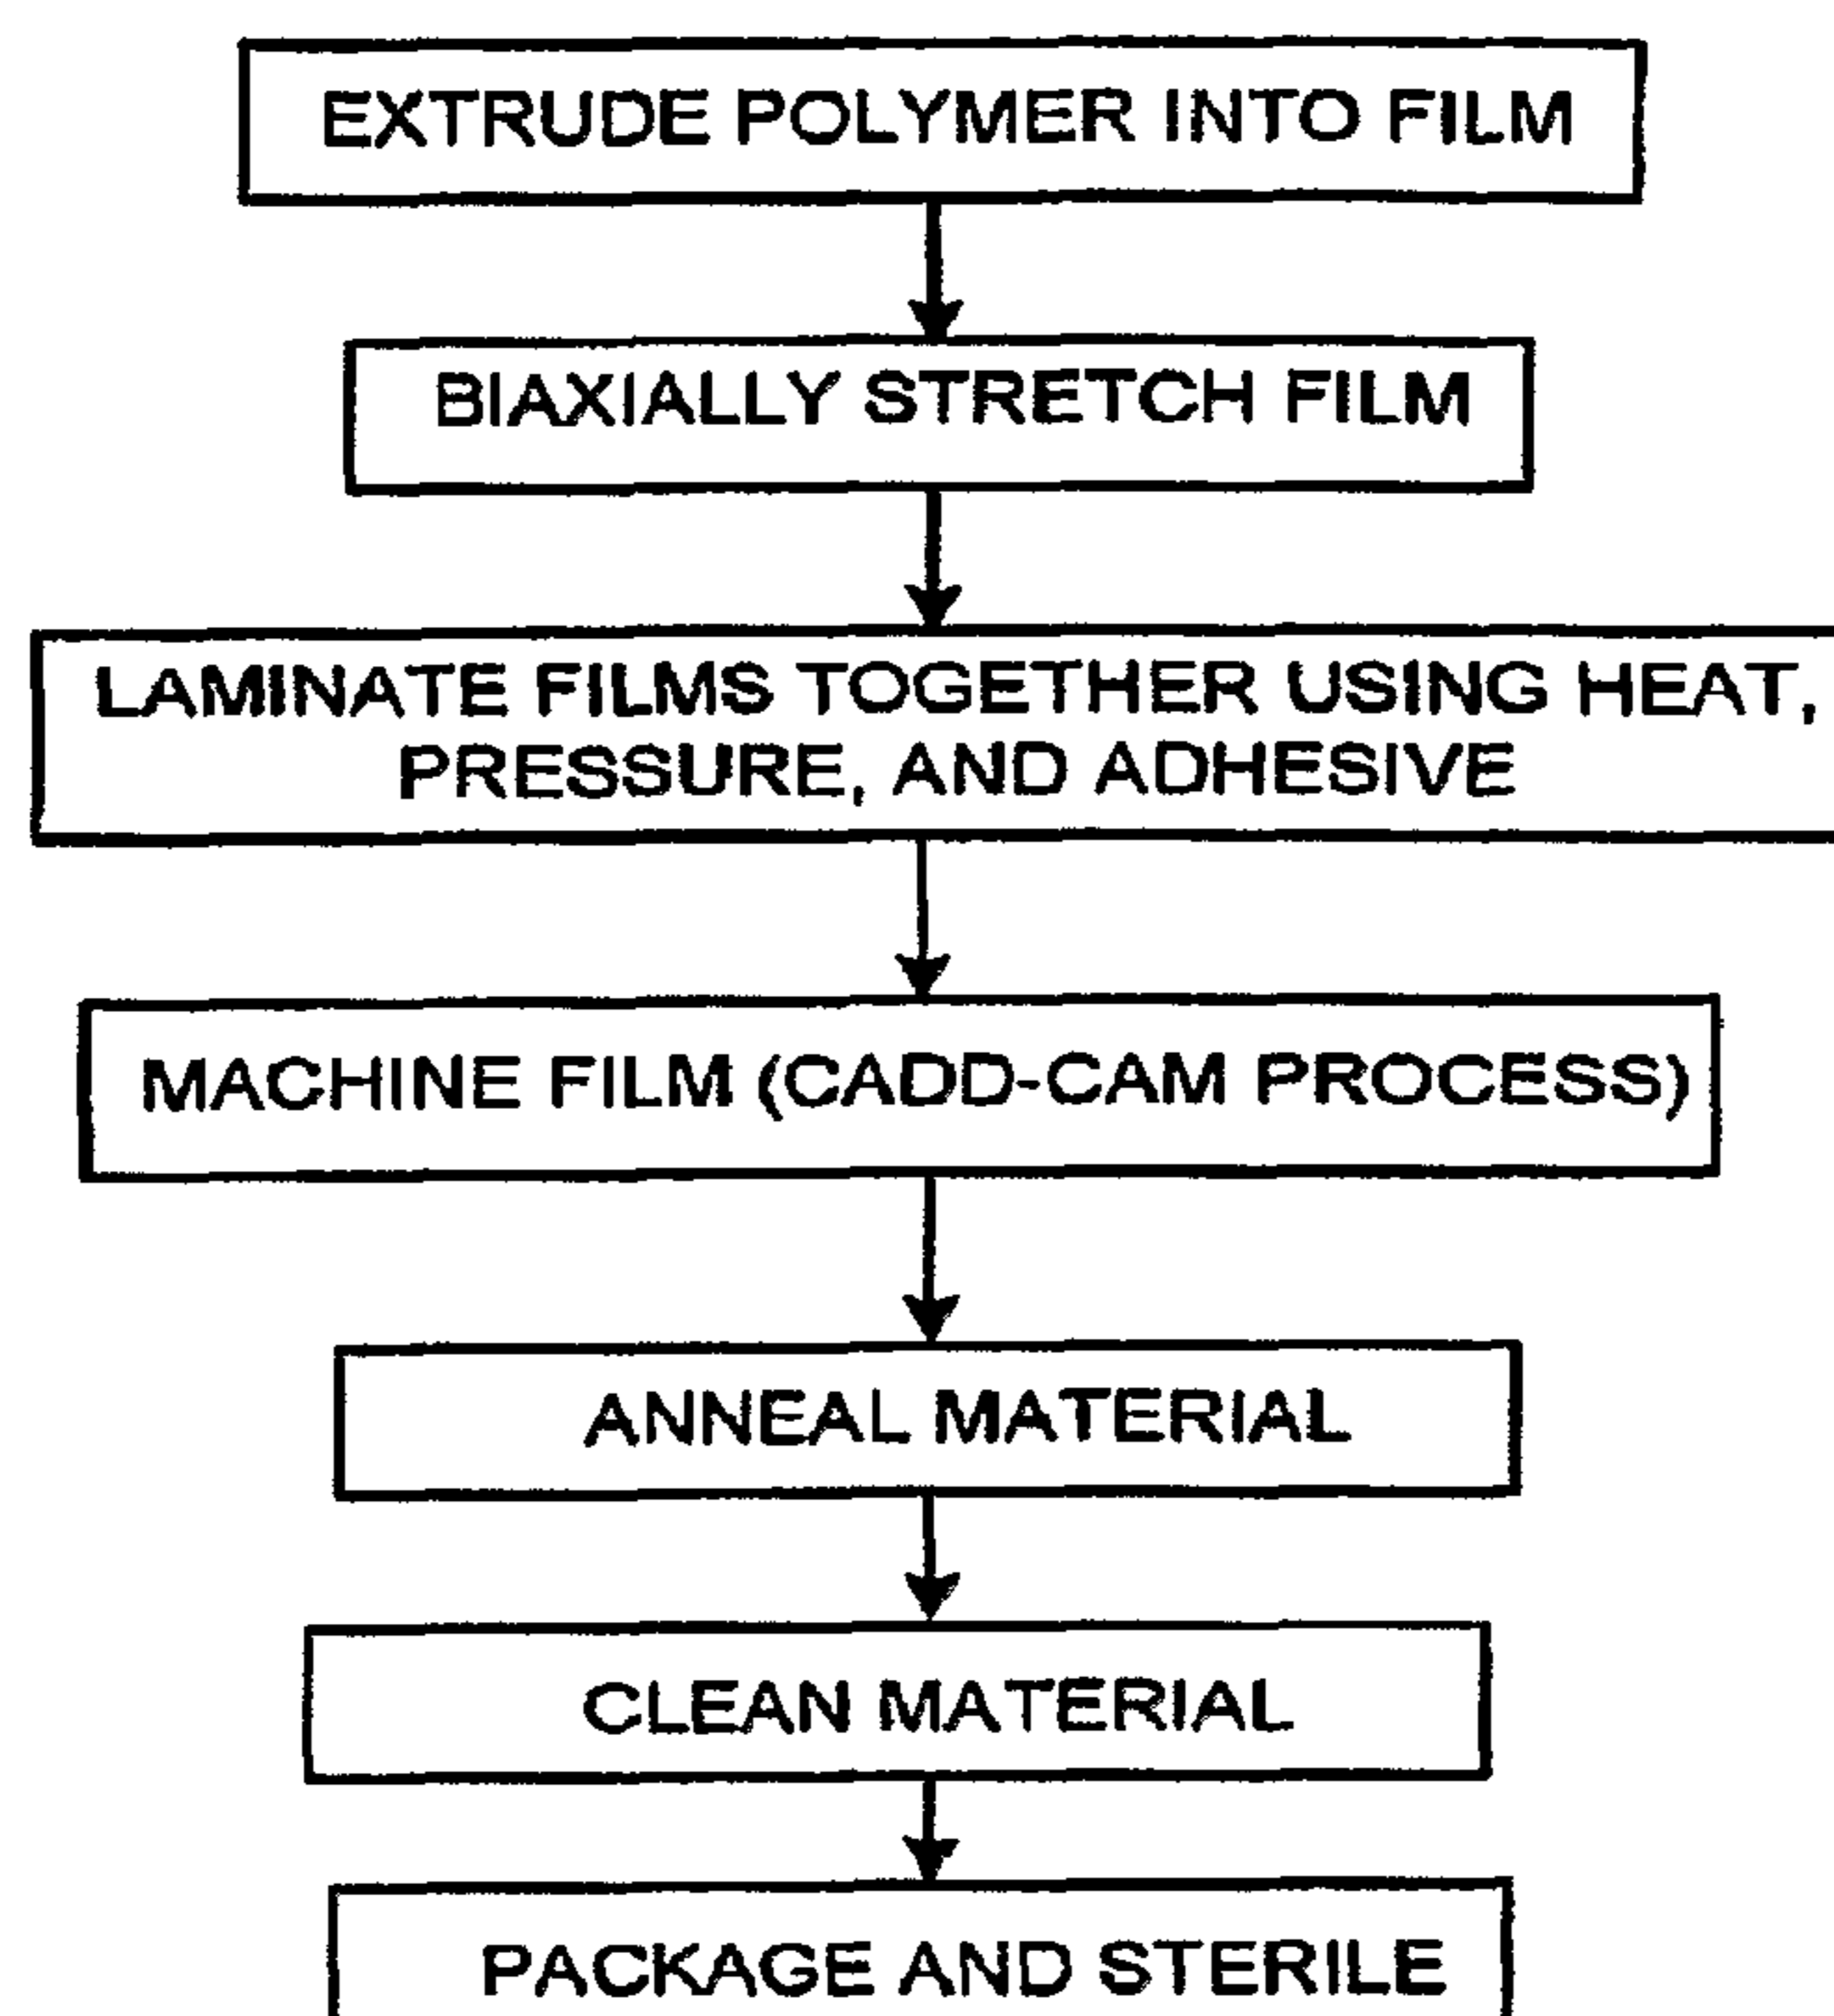 EXTRUDE POLYMER INTO FILM
BIAXIALLY STRETCH FILM
LAMINATE FILMS TOGETHER USING HEAT,
PRESSURE, AND ADHESIVE
MACHINE FILM (CADD-CAM PROCESS)
ANNEAL MATERIAL
CLEAN MATERIAL
PACKAGE AND STERILE